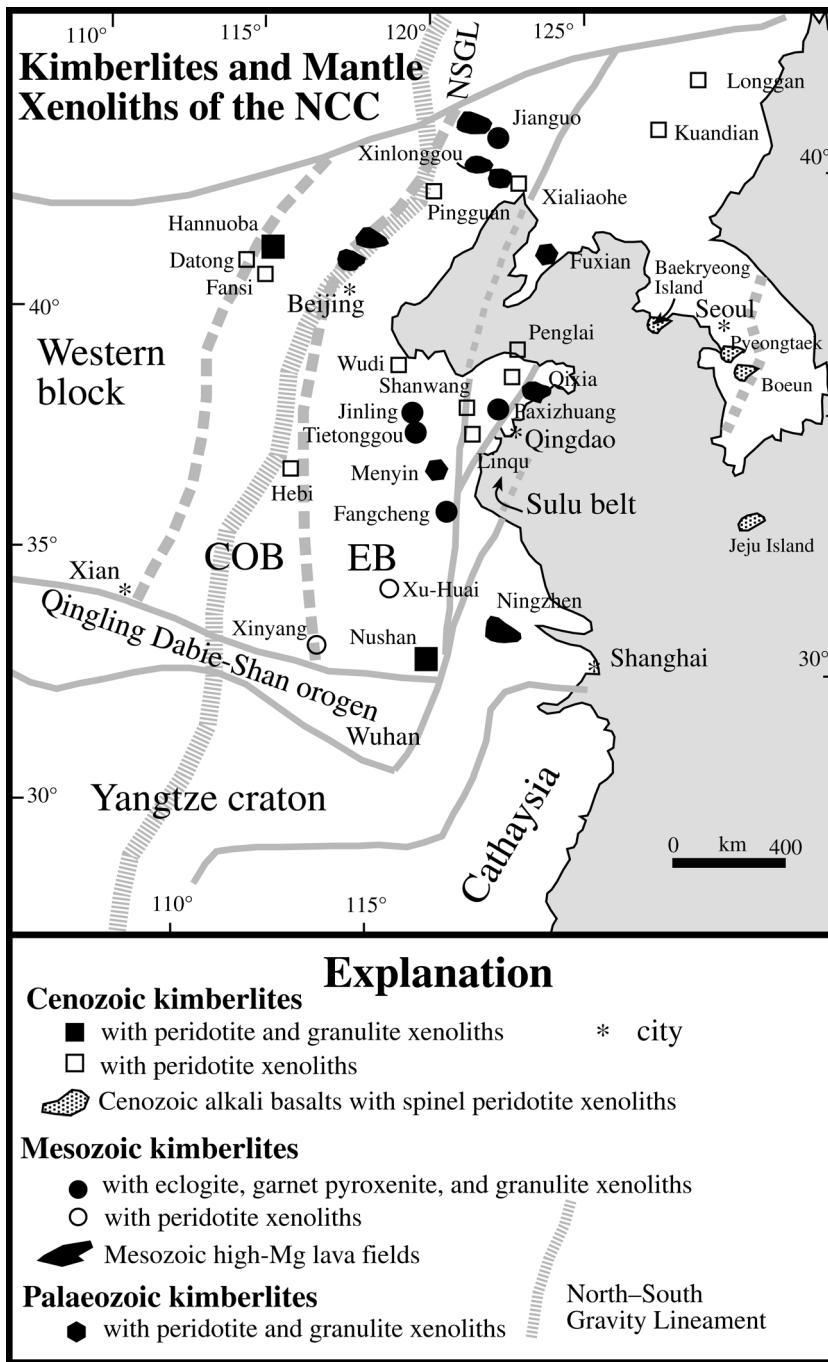 110°
115°
120°
125°
Kimberlites and Mantle
Xenoliths of the NCC
NSGL
Longgan
Jianguo
Kuandian
Xinlonggou
40°
Pingguan
Xialiaohe
Hannuoba
Datong
Fansi
Fuxian
Baekryeong
Island
Beijing
40°
Seoul
Penglai
Pyeongtaek
Western
block
Wudi
Shanwang
Qixia
Boeun
Jinling
Paxizhuang
Tietonggou
Qingdao
Menyin
Linqu
Hebi
Fangcheng
Sulu belt
35°
COB
EB
Jeju Island
Xian
Xu-Huai
Qingling Dabie-Shan orogen
Xinyang
Nushan
Ningzhen
Shanghai
30°
Wuhan
30°
Yangtze craton
Cathaysia
0 km 400
110°
115°
Explanation
Cenozoic kimberlites
with peridotite and granulite xenoliths
* city
with peridotite xenoliths
Cenozoic alkali basalts with spinel peridotite xenoliths
Mesozoic kimberlites
with eclogite, garnet pyroxenite, and granulite xenoliths
with peridotite xenoliths
Mesozoic high-Mg lava fields
North–South
Gravity Lineament
Palaeozoic kimberlites
with peridotite and granulite xenoliths